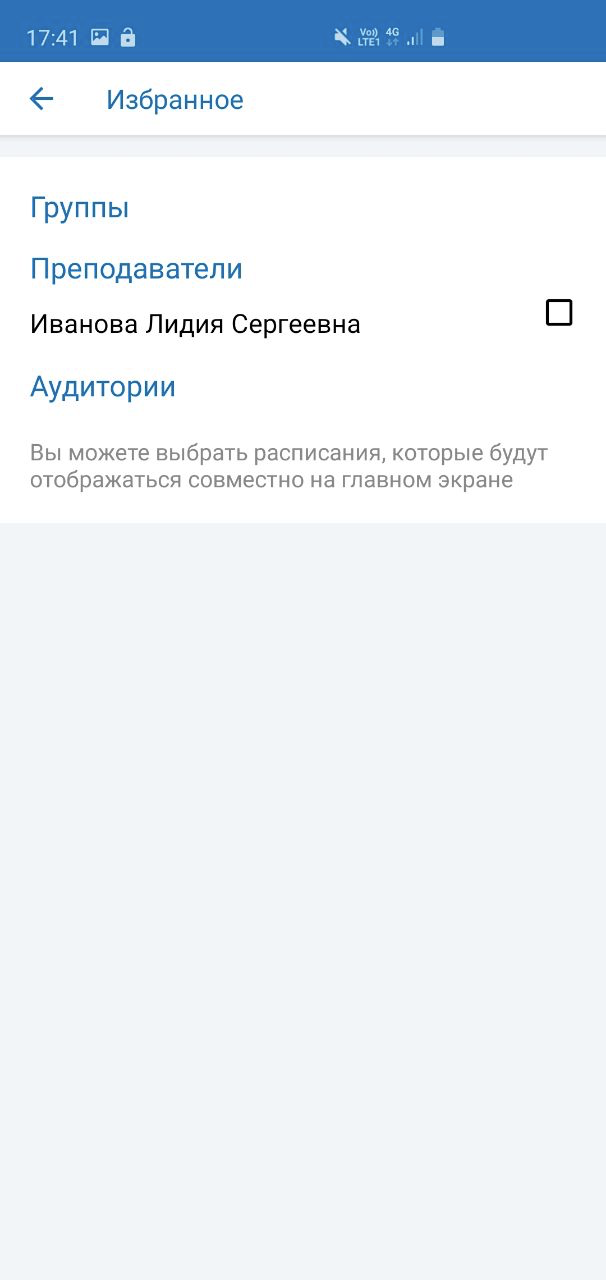 17:41 Vo)) LTE1 4G
Избранное
Группы
Преподаватели
Иванова Лидия Сергеевна
Аудитории
Вы можете выбрать расписания, которые будут
отображаться совместно на главном экране